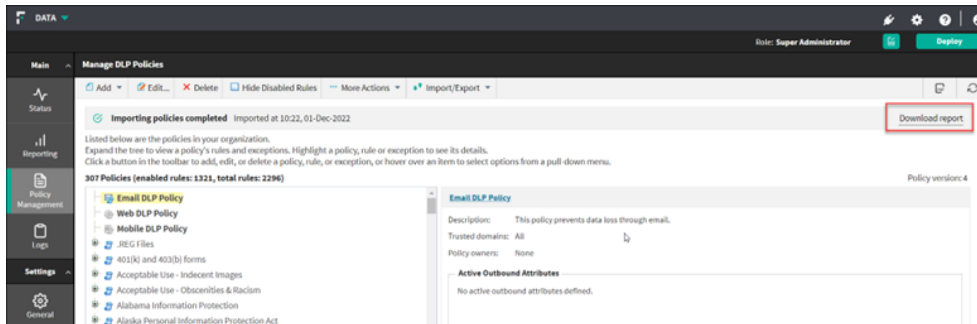 DATA
Role: Super Administrator
Deploy
Main
Manage DLP Policies
Status
Add
Edit...
Delete
Hide Disabled Rules
More Actions
Import/Export
Importing policies completed Imported at 10:22, 01-Dec-2022
Download report
Reporting
Listed below are the policies in your organization.
Expand the tree to view a policy's rules and exceptions. Highlight a policy, rule or exception to see its details.
Click a button in the toolbar to add, edit, or delete a policy, rule, or exception, or hover over an item to select options from a pull-down menu.
307 Policies (enabled rules: 1321, total rules: 2296)
Policy version: 4
Policy
Management
Email DLP Policy
Web DLP Policy
Mobile DLP Policy
.REG Files
401(k) and 403(b) forms
Acceptable Use - Indecent Images
Acceptable Use - Obscenities & Racism
Alabama Information Protection
Alaska Personal Information Protection Act
Email DLP Policy
Description: This policy prevents data loss through email.
Trusted domains: All
Policy owners: None
Active Outbound Attributes
No active outbound attributes defined.
Logs
Settings
General